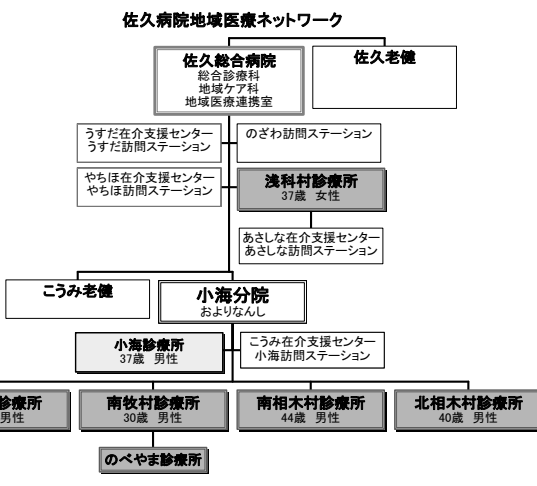 佐久病院地域医療ネットワーク
佐久総合病院
総合診療科
地域ケア科
地域医療連携室
佐久老健
うすだ在介支援センター
うすだ訪問ステーション
のざわ訪問ステーション
やちほ在介支援センター
やちほ訪問ステーション
浅科村診療所
37歳 女性
あさしな在介支援センター
あさしな訪問ステーション
こうみ老健
小海分院
およりなんし
小海診療所
37歳 男性
こうみ在介支援センター
小海訪問ステーション
診療所
男性
南牧村診療所
30歳 男性
南相木村診療所
44歳 男性
北相木村診療所
40歳 男性
のべやま診療所